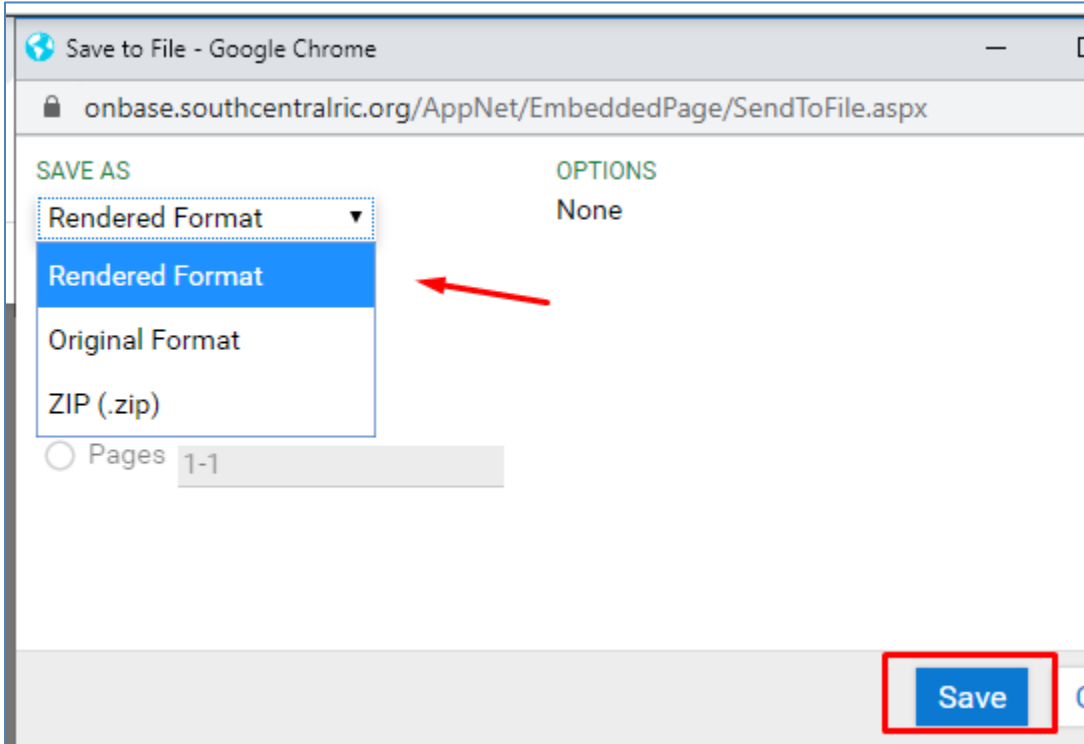 Save to File - Google Chrome
onbase.southcentralric.org/AppNet/EmbeddedPage/SendToFile.aspx
SAVE AS
OPTIONS
Rendered Format
None
Rendered Format
Original Format
ZIP (.zip)
Pages 1-1
Save